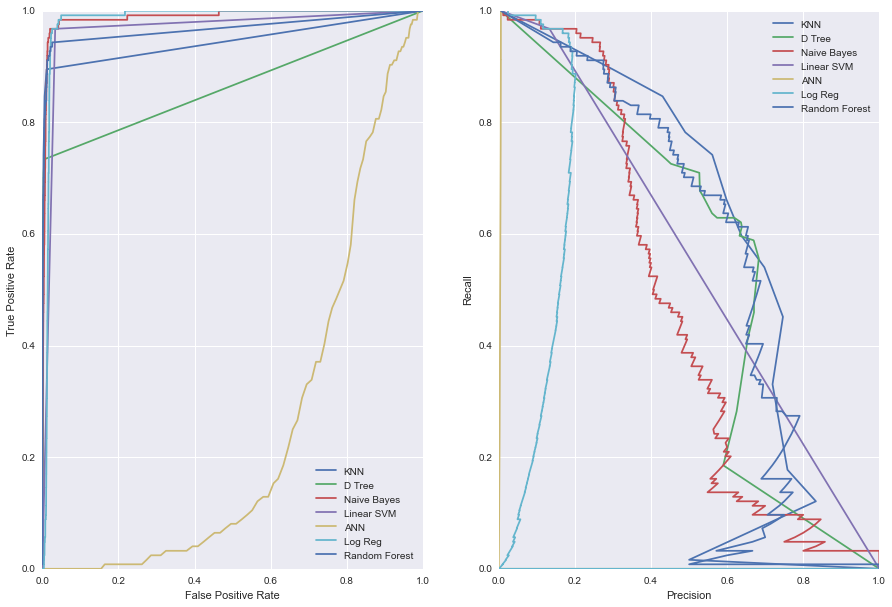 1.0
0.8
0.6
0.4
0.2
0.0
True Positive Rate
0.0 0.2 0.4 0.6 0.8 1.0
False Positive Rate
KNN
D Tree
Naive Bayes
Linear SVM
ANN
Log Reg
Random Forest
1.0
0.8
0.6
0.4
0.2
0.0
Recall
0.0 0.2 0.4 0.6 0.8 1.0
Precision
KNN
D Tree
Naive Bayes
Linear SVM
ANN
Log Reg
Random Forest